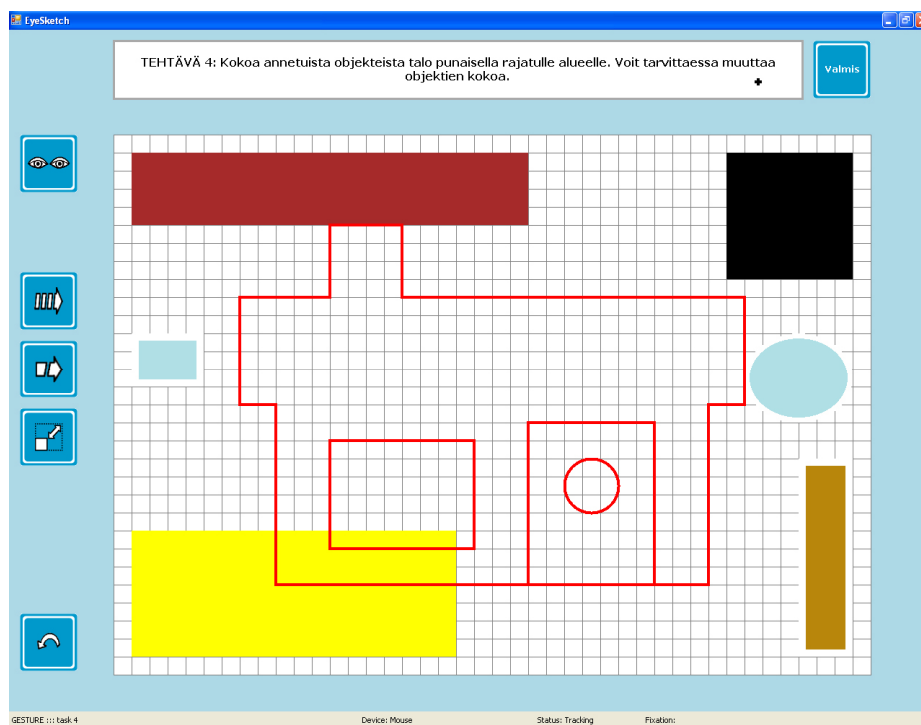 EyeSketch
TEHTÄVÄ 4: Kokoa annetuista objekteista talo punaisella rajatulle alueelle. Voit tarvittaessa muuttaa
objektien kokoa.
Valmis
GESTURE ::: task 4 Device: Mouse Status: Tracking Fixation: